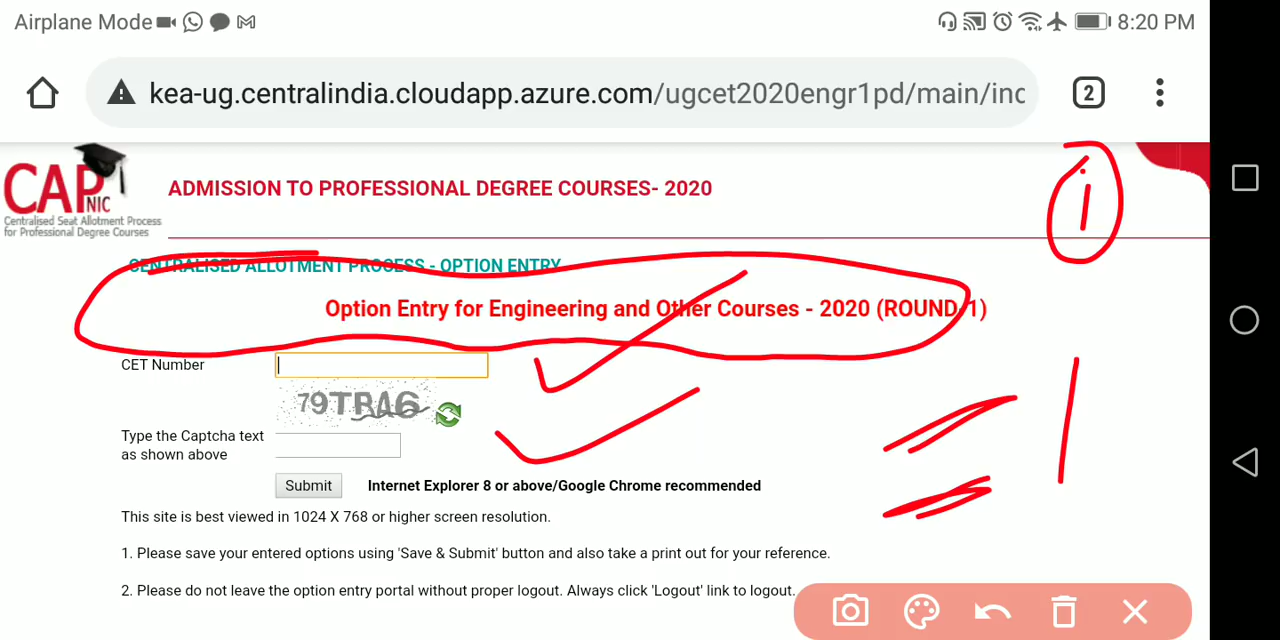 Airplane Mode 8:20 PM
kea-ug.centralindia.cloudapp.azure.com/ugcet2020engr1pd/main/inc
2
CAP NIC
Centralised Seat Allotment Process
for Professional Degree Courses
ADMISSION TO PROFESSIONAL DEGREE COURSES- 2020
i
CENTRALISED ALLOTMENT PROCESS - OPTION ENTRY
Option Entry for Engineering and Other Courses - 2020 (ROUND-1)
CET Number
79TRA6
Type the Captcha text
as shown above
Submit Internet Explorer 8 or above/Google Chrome recommended
This site is best viewed in 1024 X 768 or higher screen resolution.
1. Please save your entered options using 'Save & Submit' button and also take a print out for your reference.
2. Please do not leave the option entry portal without proper logout. Always click 'Logout' link to logout.